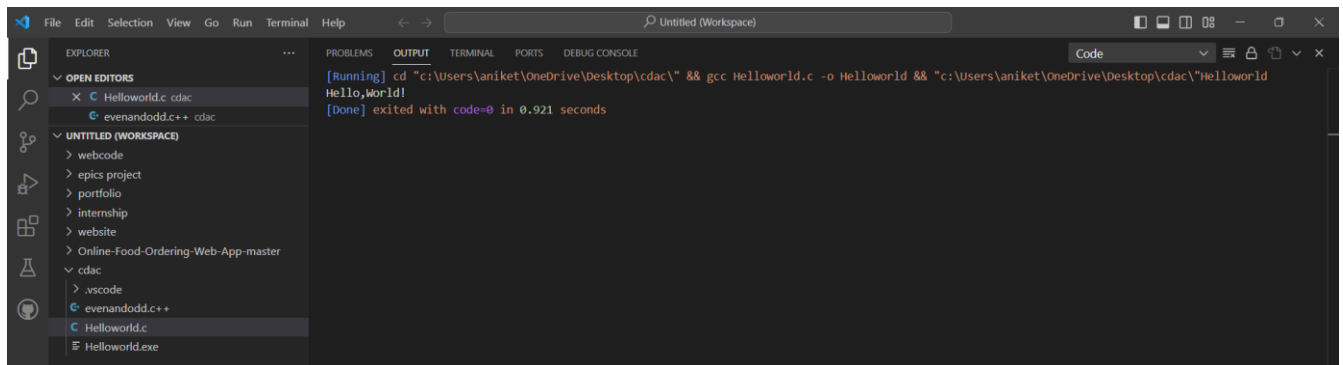 File Edit Selection View Go Run Terminal Help
Untitled (Workspace)
EXPLORER
OPEN EDITORS
Helloworld.c cdac
evenandodd.c++ cdac
UNTITLED (WORKSPACE)
webcode
epics project
portfolio
internship
website
Online-Food-Ordering-Web-App-master
cdac
.vscode
evenandodd.c++
Helloworld.c
Helloworld.exe
PROBLEMS OUTPUT TERMINAL PORTS DEBUG CONSOLE
Code
[Running] cd "c:\Users\aniket\OneDrive\Desktop\cdac\" && gcc Helloworld.c -o Helloworld && "c:\Users\aniket\OneDrive\Desktop\cdac\"Helloworld
Hello,World!
[Done] exited with code=0 in 0.921 seconds